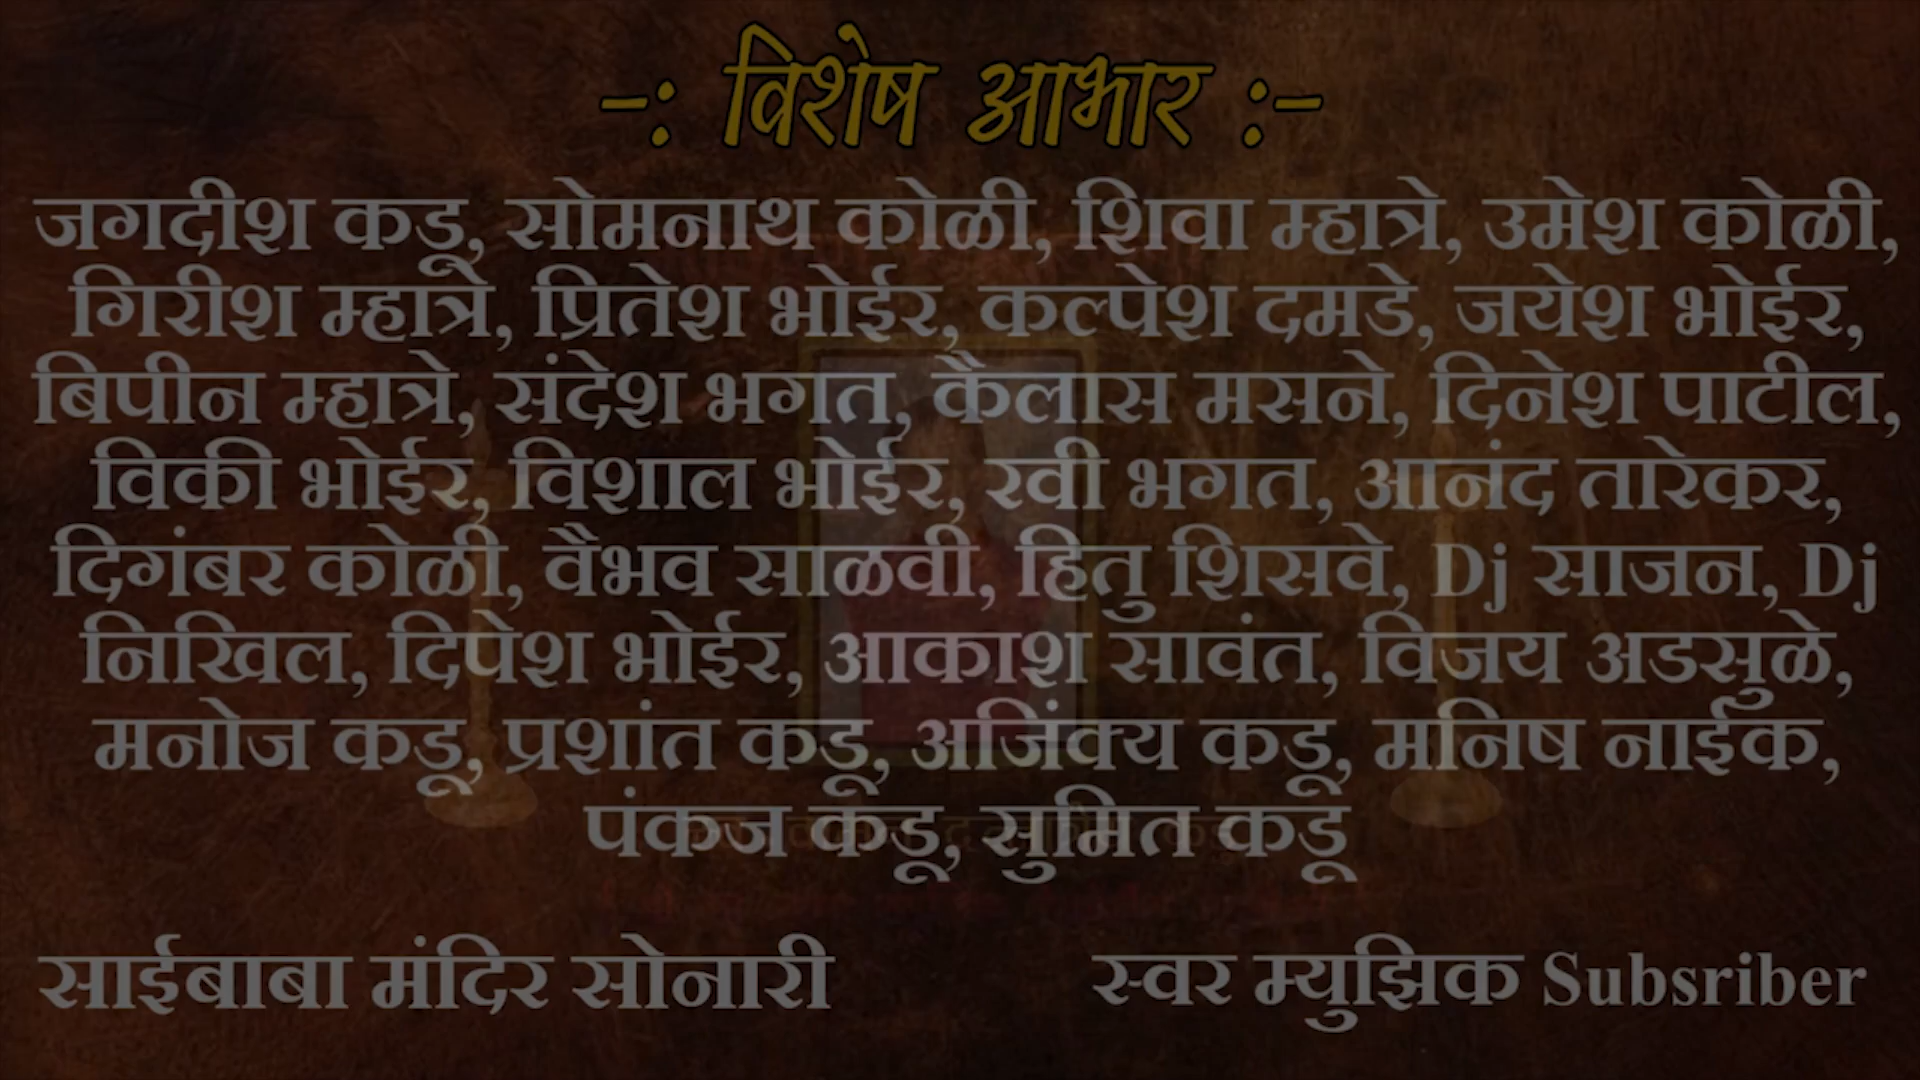 -: विशेष आभार :-
जगदीश कडू, सोमनाथ कोळी, शिवा म्हात्रे, उमेश कोळी,
गिरीश म्हात्रे, प्रितेश भोईर, कल्पेश दमडे, जयेश भोईर,
बिपीन म्हात्रे, संदेश भगत, कैलास मसने, दिनेश पाटील,
विकी भोईर, विशाल भोईर, रवी भगत, आनंद तारेकर,
दिगंबर कोळी, वैभव साळवी, हितु शिसवे, Dj साजन, Dj
निखिल, दिपेश भोईर, आकाश सावंत, विजय अडसुळे,
मनोज कडू, प्रशांत कडू, अजिंक्य कडू, मनिष नाईक,
पंकज कडू, सुमित कडू
साईबाबा मंदिर सोनारी
स्वर म्युझिक Subsriber